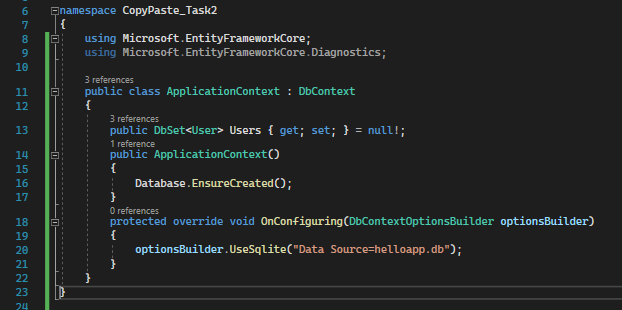 6 namespace CopyPaste_Task2
7 {
8 using Microsoft.EntityFrameworkCore;
9 using Microsoft.EntityFrameworkCore.Diagnostics;
10
3 references
11 public class ApplicationContext : DbContext
12 {
3 references
13 public DbSet<User> Users { get; set; } = null!;
1 reference
14 public ApplicationContext()
15 {
16 Database.EnsureCreated();
17 }
0 references
18 protected override void OnConfiguring(DbContextOptionsBuilder optionsBuilder)
19 {
20 optionsBuilder.UseSqlite("Data Source=helloapp.db");
21 }
22 }
23 }
24